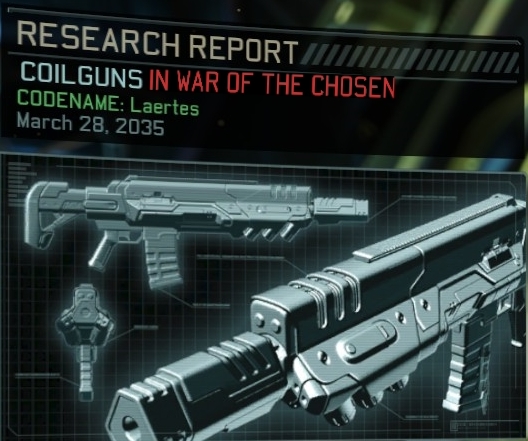 RESEARCH REPORT
COILGUNS IN WAR OF THE CHOSEN
CODENAME: Laertes
March 28, 2035